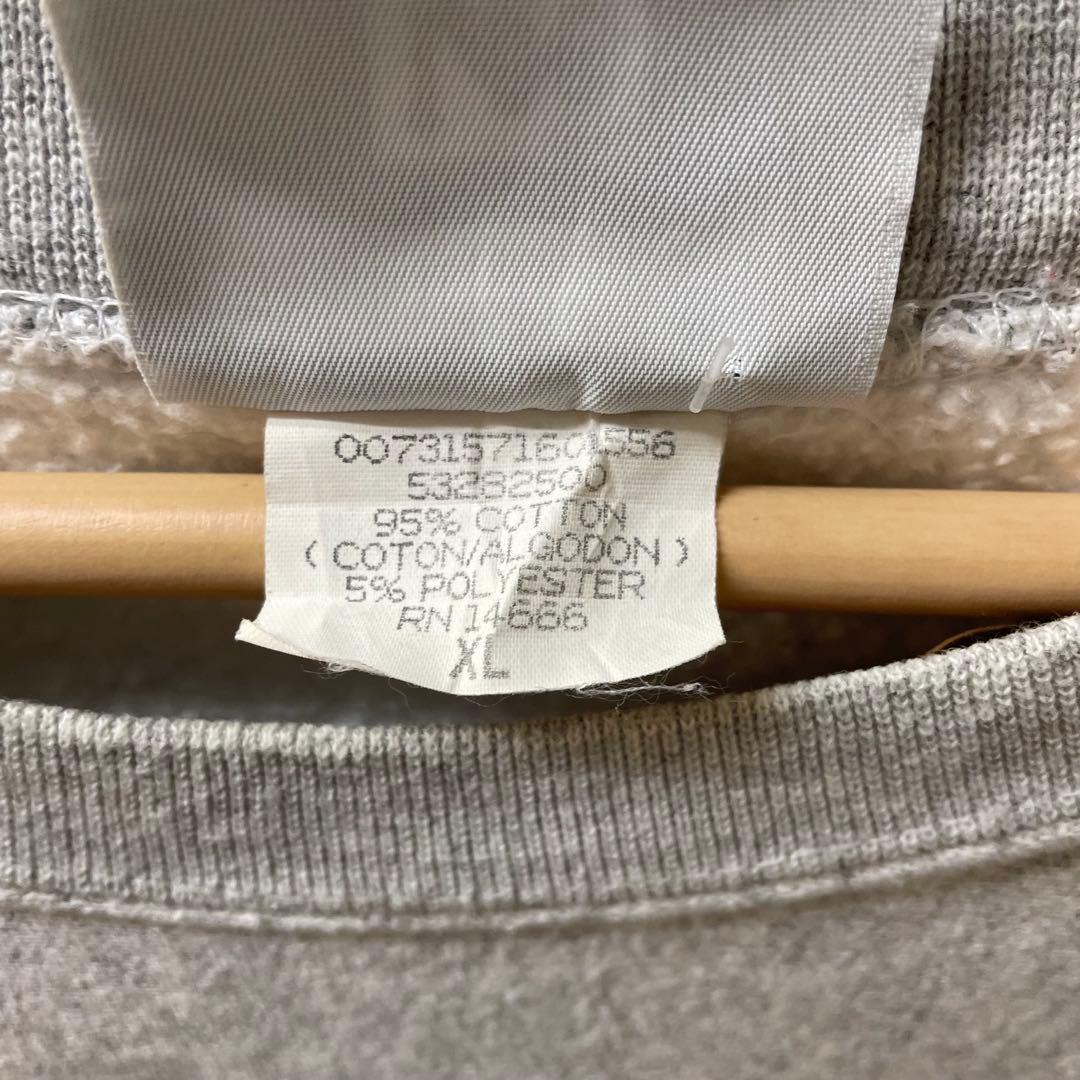 00731571601556
53282500
95% COTTON
( COTON/ALGODON )
5% POLYESTER
RN 14666
XL